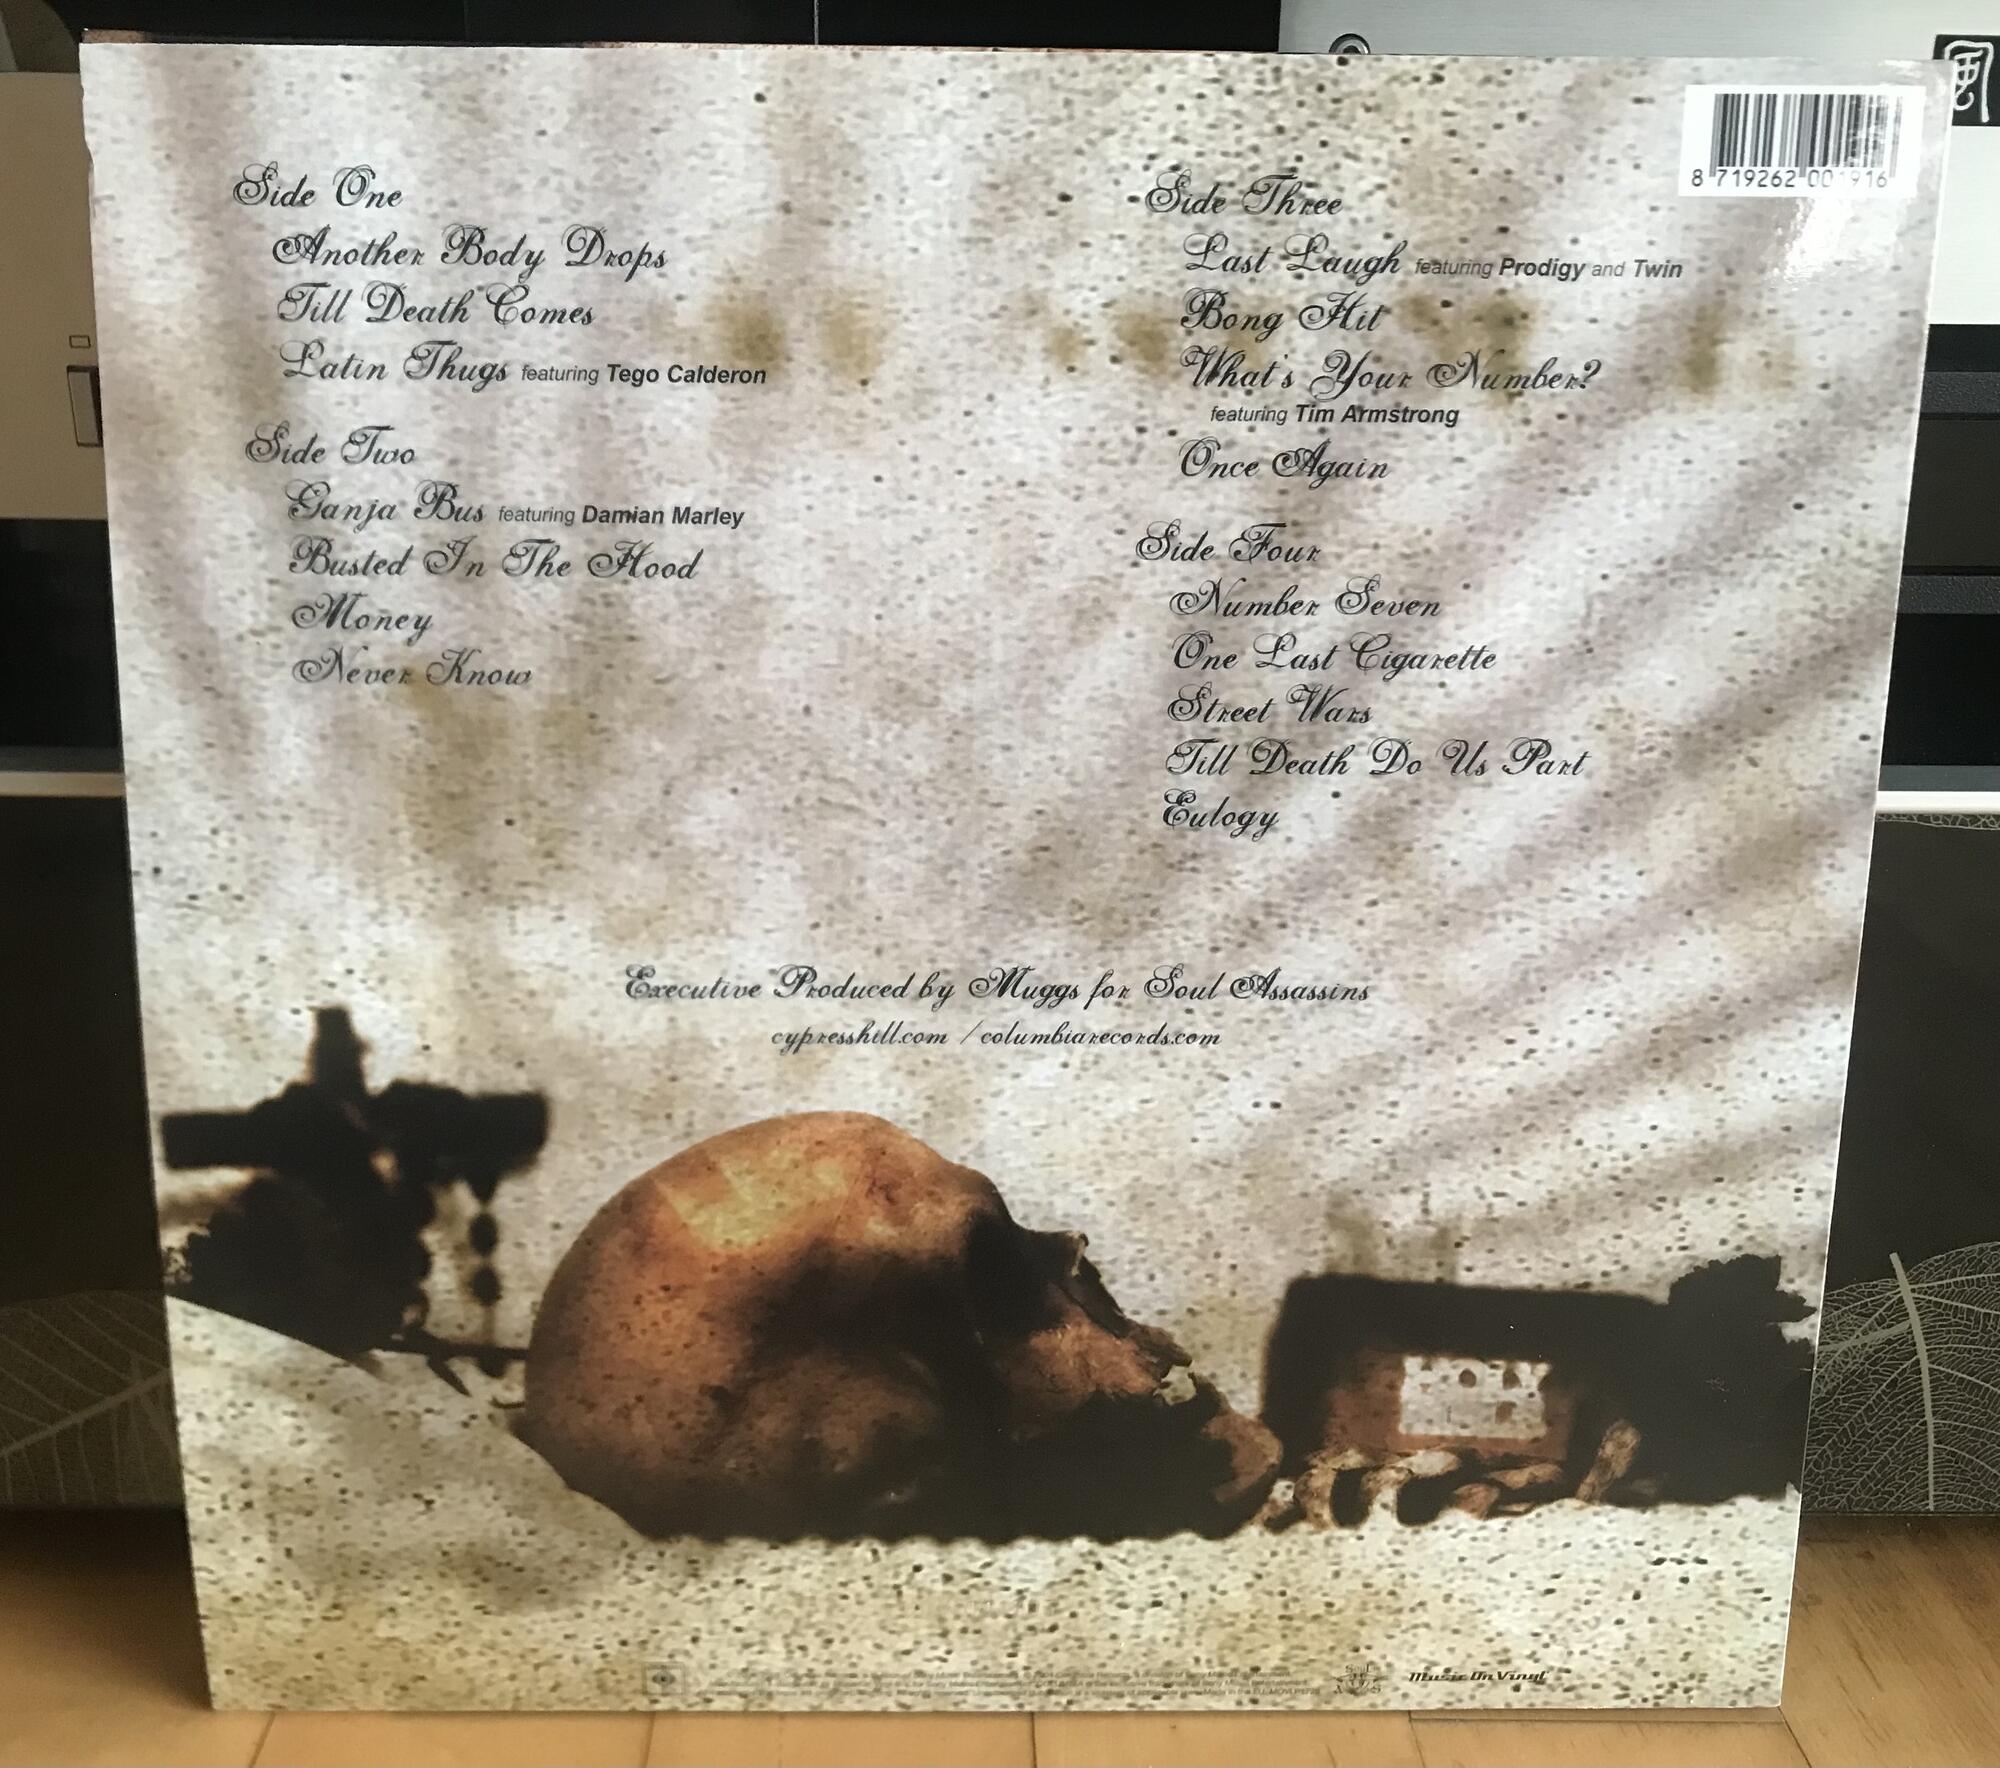 Side One
Another Body Drops
Till Death Comes
Latin Thugs featuring Tego Calderon
Side Two
Ganja Bus featuring Damian Marley
Busted In The Hood
Money
Never Know
8 719262 001916
Side Three
Last Laugh featuring Prodigy and Twin
Bong Hit
What's Your Number?
featuring Tim Armstrong
Once Again
Side Four
Number Seven
One Last Cigarette
Street Wars
Till Death Do Us Part
Eulogy
Executive Produced by Muggs for Soul Assassins
cypresshill.com / columbiarecords.com
HOLY
Music On Vinyl
風